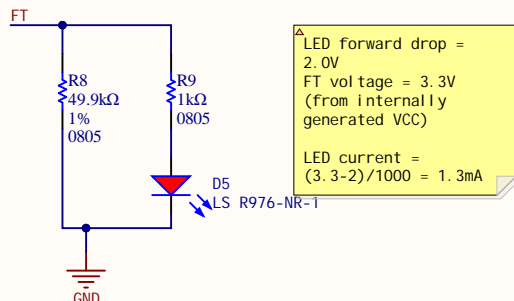 FT
R8
49.9kΩ
1%
0805
R9
1kΩ
0805
D5
LS R976-NR-1
GND
LED forward drop =
2.0V
FT voltage = 3.3V
(from internally
generated VCC)
LED current =
(3.3-2)/1000 = 1.3mA